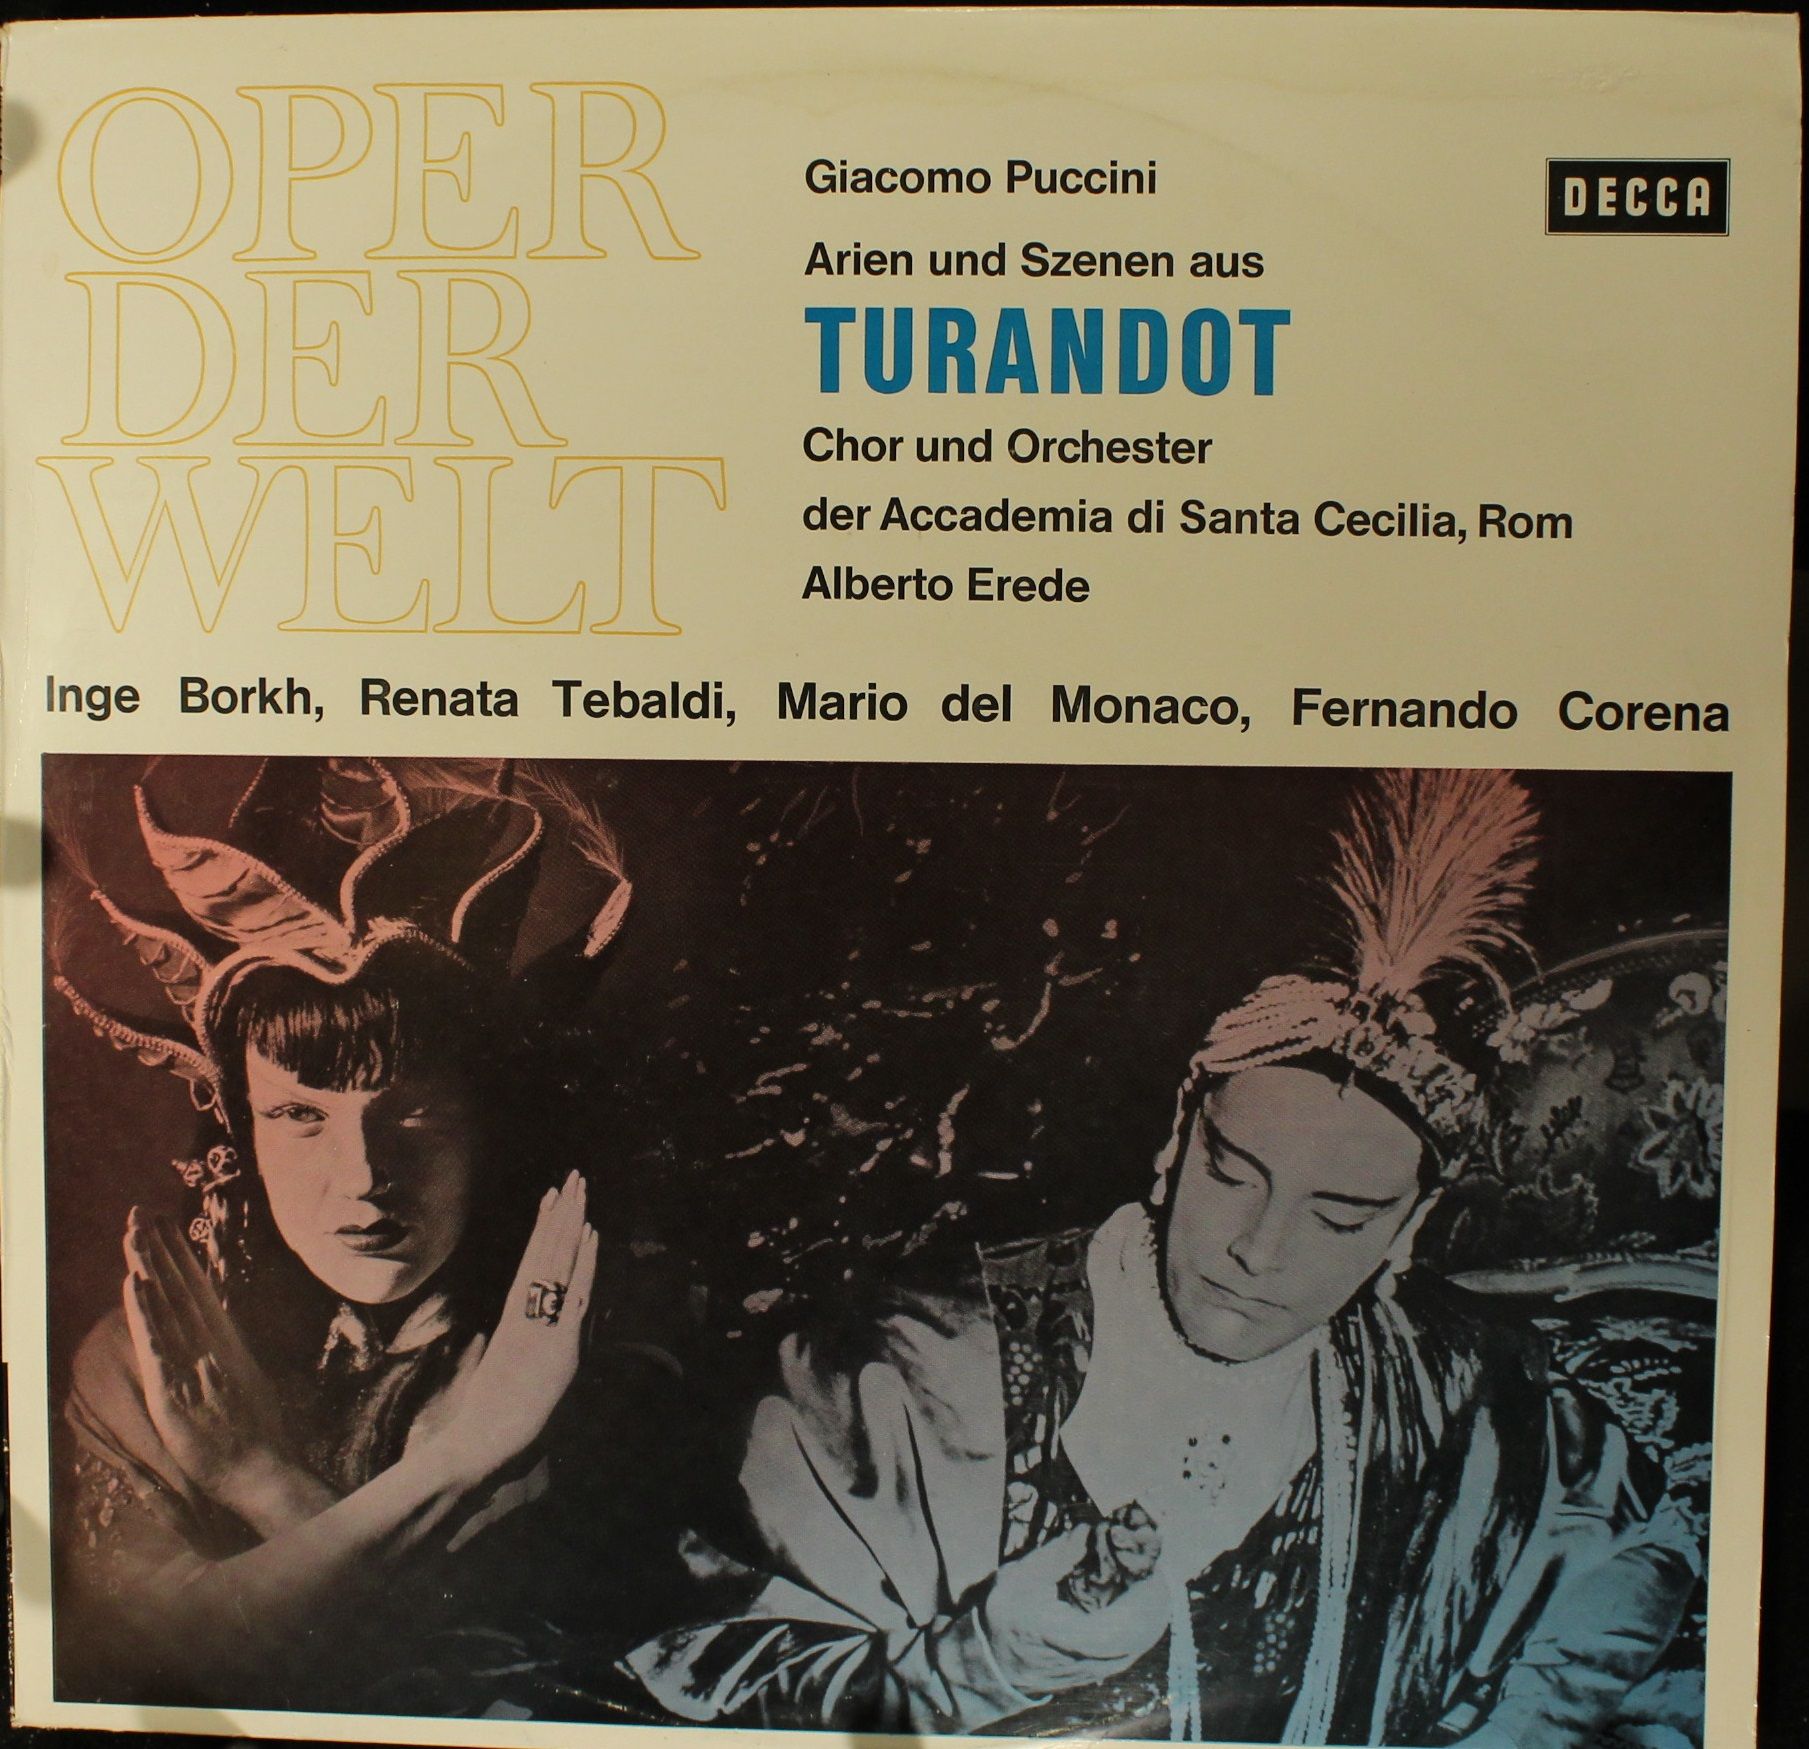 OPER
DER
WELT
Giacomo Puccini
Arien und Szenen aus
TURANDOT
Chor und Orchester
der Accademia di Santa Cecilia, Rom
Alberto Erede
DECCA
Inge Borkh, Renata Tebaldi, Mario del Monaco, Fernando Corena